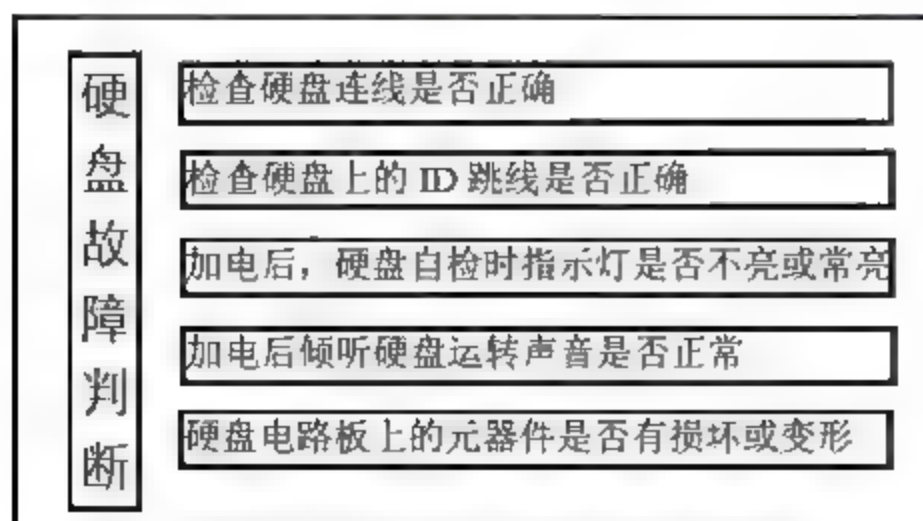 硬盘故障判断
检查硬盘连线是否正确
检查硬盘上的 ID 跳线是否正确
加电后，硬盘自检时指示灯是否不亮或常亮
加电后倾听硬盘运转声音是否正常
硬盘电路板上的元器件是否有损坏或变形